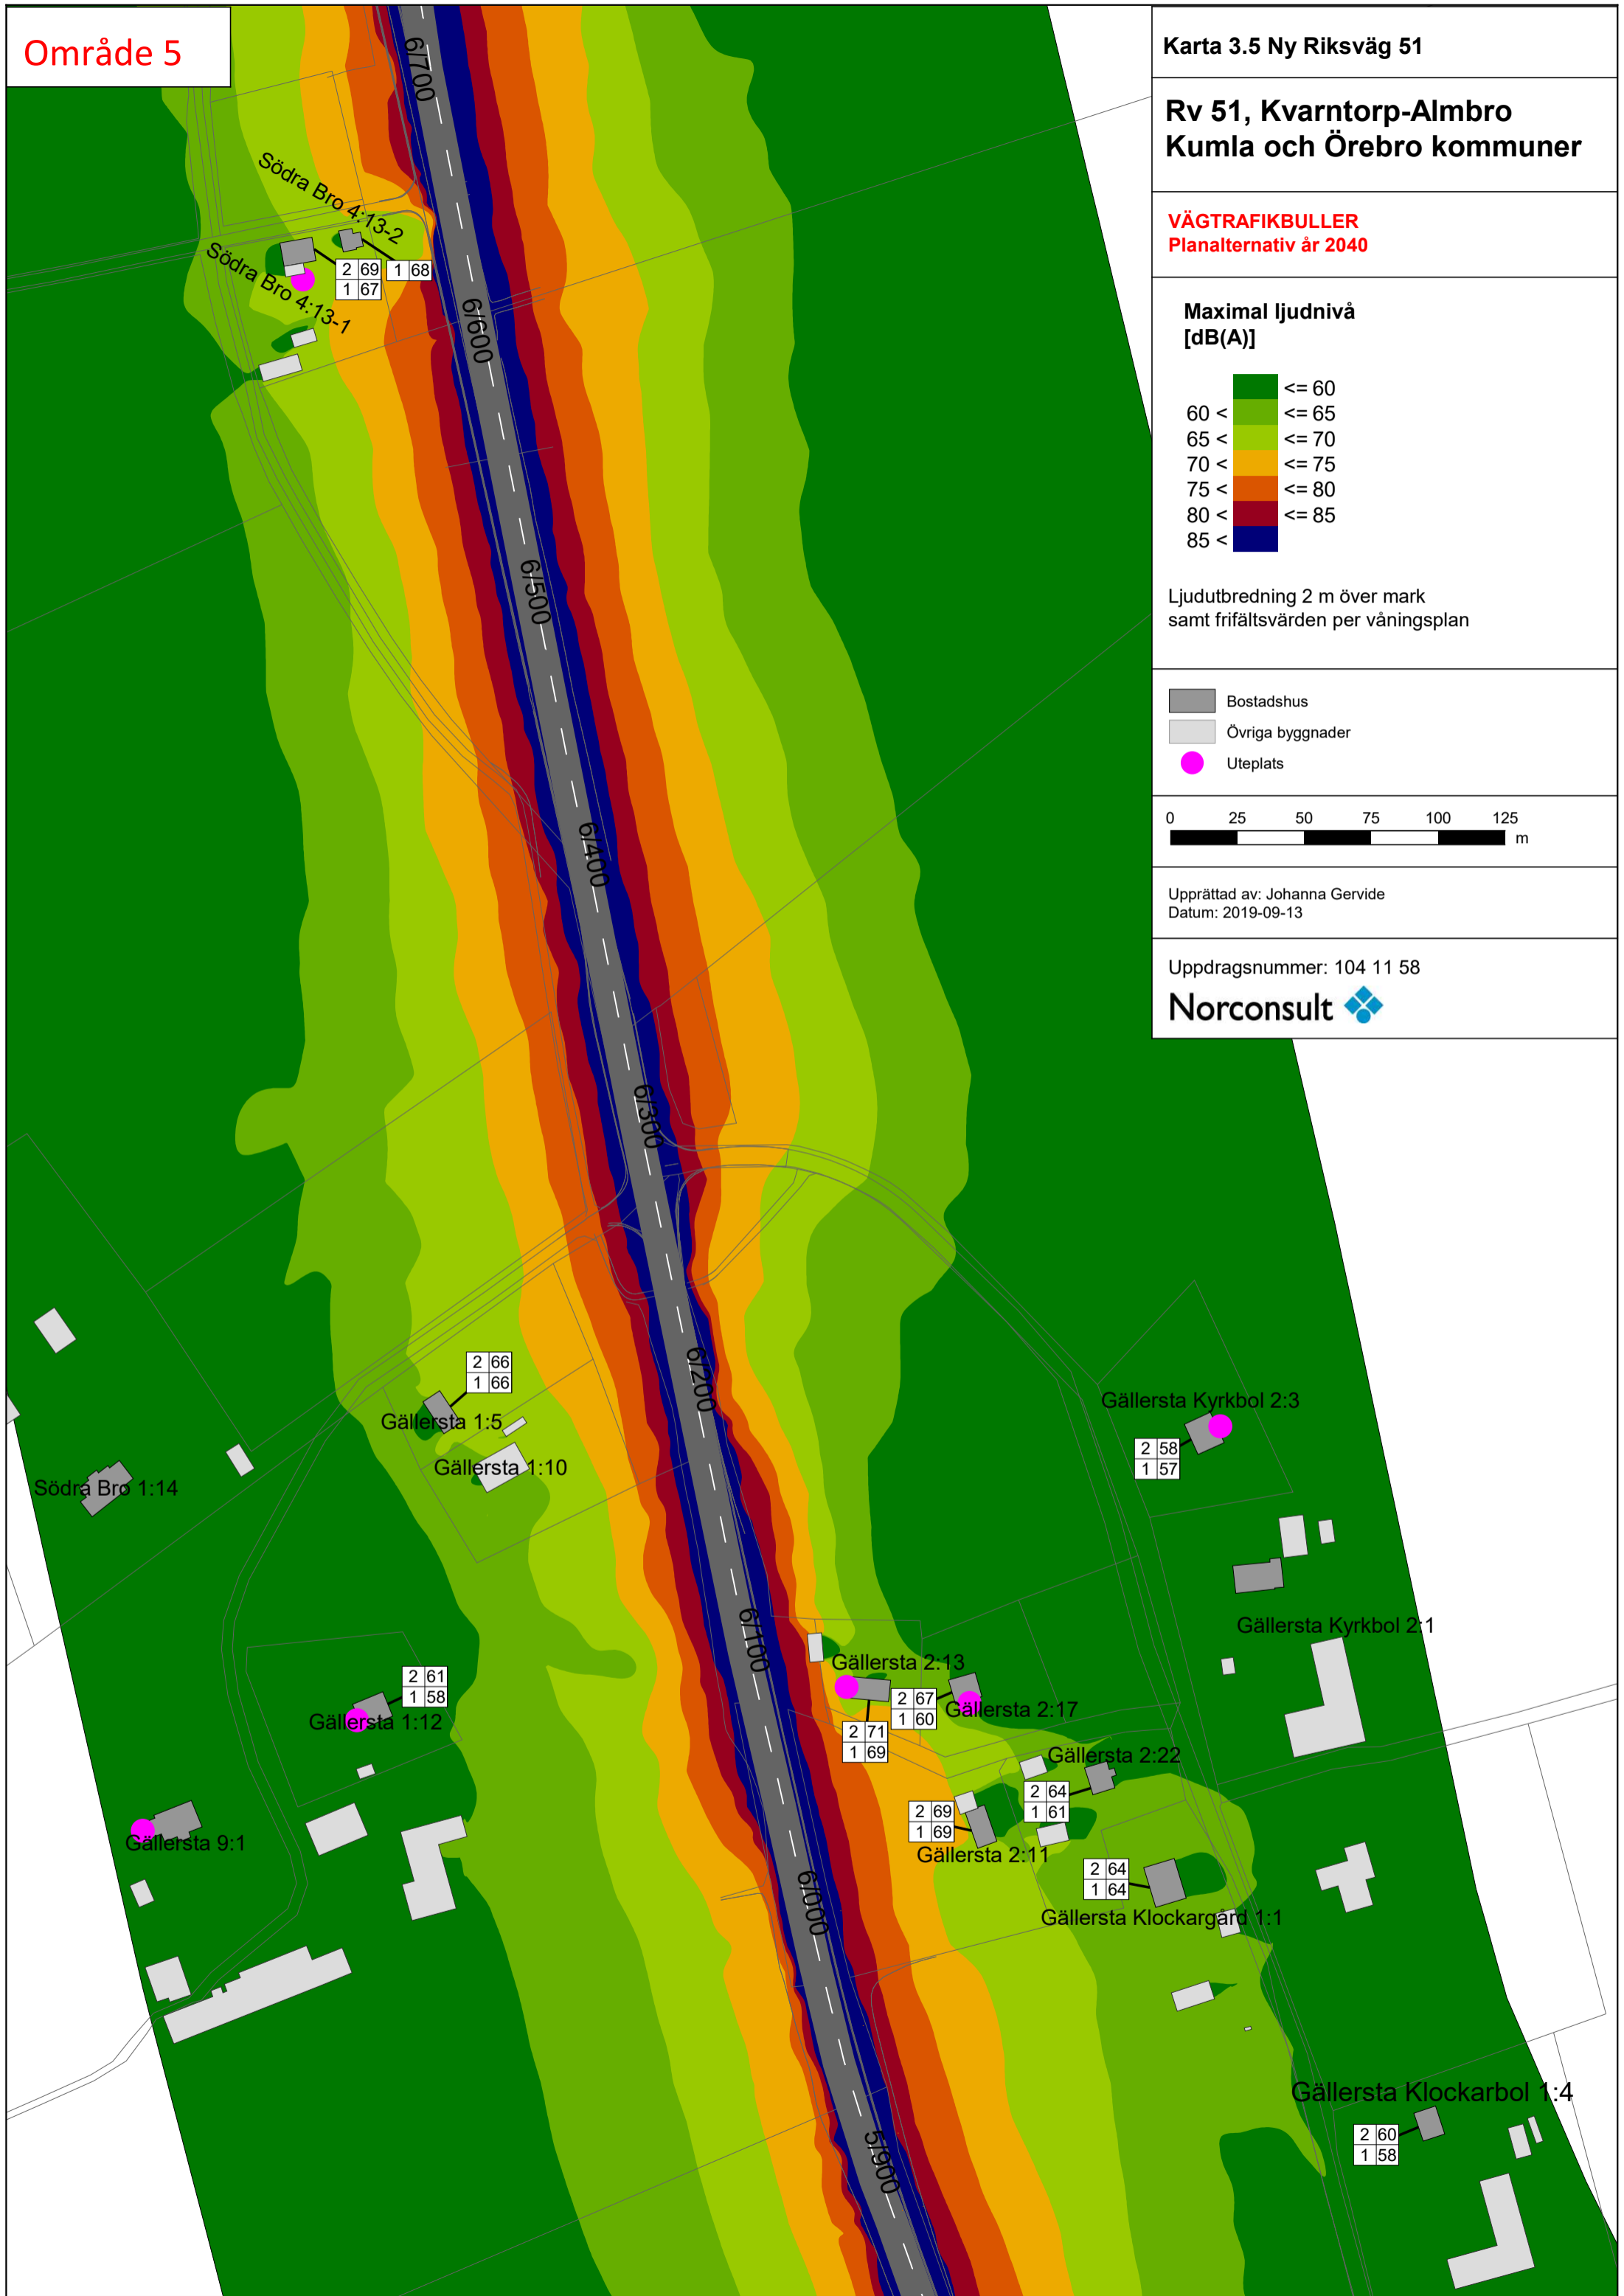 Område 5
Karta 3.5 Ny Riksväg 51
Rv 51, Kvarntorp-Almbro
Kumla och Örebro kommuner
VÄGTRAFIKBULLER
Planalternativ år 2040
Maximal ljudnivå
[dB(A)]
<= 60
60 < <= 65
65 < <= 70
70 < <= 75
75 < <= 80
80 < <= 85
85 <
Ljudutbredning 2 m över mark
samt frifältsvärden per våningsplan
Bostadshus
Övriga byggnader
Uteplats
0 25 50 75 100 125
m
Upprättad av: Johanna Gervide
Datum: 2019-09-13
Uppdragsnummer: 104 11 58
Norconsult
6/700
Södra Bro 4:13-2
1 68
Södra Bro 4:13-1
2 69
1 67
6/600
6/500
6/400
6/300
6/200
2 66
1 66
Gällersta 1:5
Gällersta 1:10
Södra Bro 1:14
Gällersta Kyrkbol 2:3
2 58
1 57
Gällersta Kyrkbol 2:1
6/100
Gällersta 2:13
2 71
1 69
2 67
1 60
Gällersta 2:17
2 61
1 58
Gällersta 1:12
Gällersta 2:22
2 64
1 61
2 69
1 69
Gällersta 2:11
Gällersta 9:1
2 64
1 64
Gällersta Klockargård 1:1
6/000
Gällersta Klockarbol 1:4
2 60
1 58
5/900